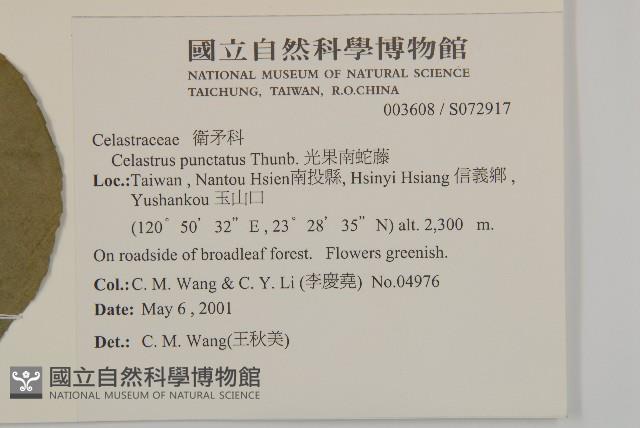 國立自然科學博物館
NATIONAL MUSEUM OF NATURAL SCIENCE
TAICHUNG, TAIWAN, R.O.CHINA
003608 / S072917
Celastraceae 衛矛科
Celastrus punctatus Thunb. 光果南蛇藤
Loc.:Taiwan , Nantou Hsien南投縣, Hsinyi Hsiang 信義鄉 ,
Yushankou 玉山口
(120° 50’ 32” E , 23° 28’ 35” N) alt. 2,300 m.
On roadside of broadleaf forest. Flowers greenish.
Col.: C. M. Wang & C. Y. Li (李慶堯) No.04976
Date: May 6 , 2001
Det.: C. M. Wang(王秋美)
國立自然科學博物館
NATIONAL MUSEUM OF NATURAL SCIENCE